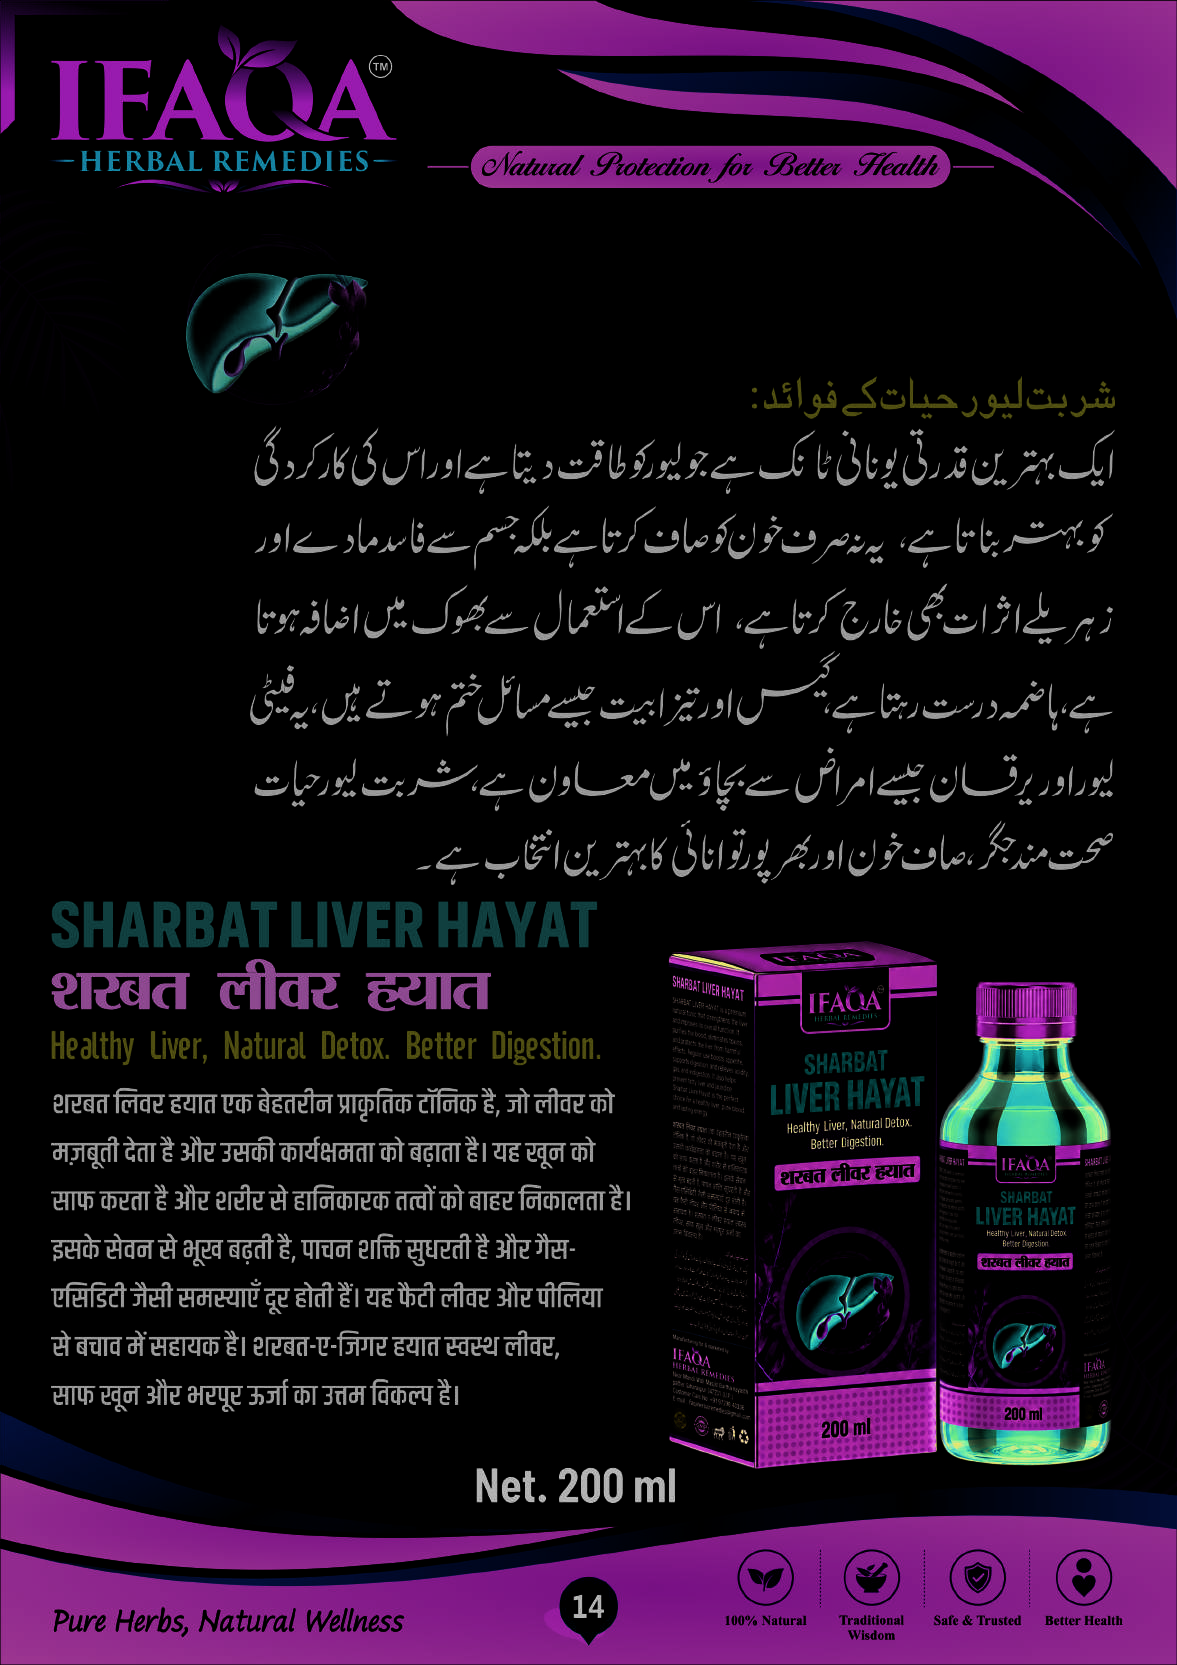 IFAQA TM
HERBAL REMEDIES
Natural Protection for Better Health
شربت لیور حیات کے فوائد:
ایک بہترین قدرتی یونانی ٹانک ہے جو لیور کو طاقت دیتا ہے اور اس کی کارکردگی
کو بہتر بناتا ہے، یہ نہ صرف خون کو صاف کرتا ہے بلکہ جسم سے فاسد مادے اور
زہریلے اثرات بھی خارج کرتا ہے، اس کے استعمال سے بھوک میں اضافہ ہوتا
ہے، ہاضمہ درست رہتا ہے، گیس اور تیزابیت جیسے مسائل ختم ہوتے ہیں، یہ فیٹی
لیور اور یرقان جیسے امراض سے بچاؤ میں معاون ہے، شربت لیور حیات
صحت مند جگر، صاف خون اور بھرپور توانائی کا بہترین انتخاب ہے۔
SHARBAT LIVER HAYAT
शरबत लीवर हयात
Healthy Liver, Natural Detox. Better Digestion.
शरबत लिवर हयात एक बेहतरीन प्राकृतिक टॉनिक है, जो लीवर को
मज़बूती देता है और उसकी कार्यक्षमता को बढ़ाता है। यह खून को
साफ करता है और शरीर से हानिकारक तत्वों को बाहर निकालता है।
इसके सेवन से भूख बढ़ती है, पाचन शक्ति सुधरती है और गैस-
एसिडिटी जैसी समस्याएँ दूर होती हैं। यह फैटी लीवर और पीलिया
से बचाव में सहायक है। शरबत-ए-जिगर हयात स्वस्थ लीवर,
साफ खून और भरपूर ऊर्जा का उत्तम विकल्प है।
SHARBAT LIVER HAYAT
IFAQA
HERBAL REMEDIES
SHARBAT
LIVER HAYAT
Healthy Liver, Natural Detox.
Better Digestion.
शरबत लीवर हयात
200 ml
IFAQA
HERBAL REMEDIES
IFAQA
SHARBAT
LIVER HAYAT
Healthy Liver, Natural Detox.
Better Digestion.
शरबत लीवर हयात
200 ml
Net. 200 ml
Pure Herbs, Natural Wellness
14
100% Natural
Traditional
Wisdom
Safe & Trusted
Better Health